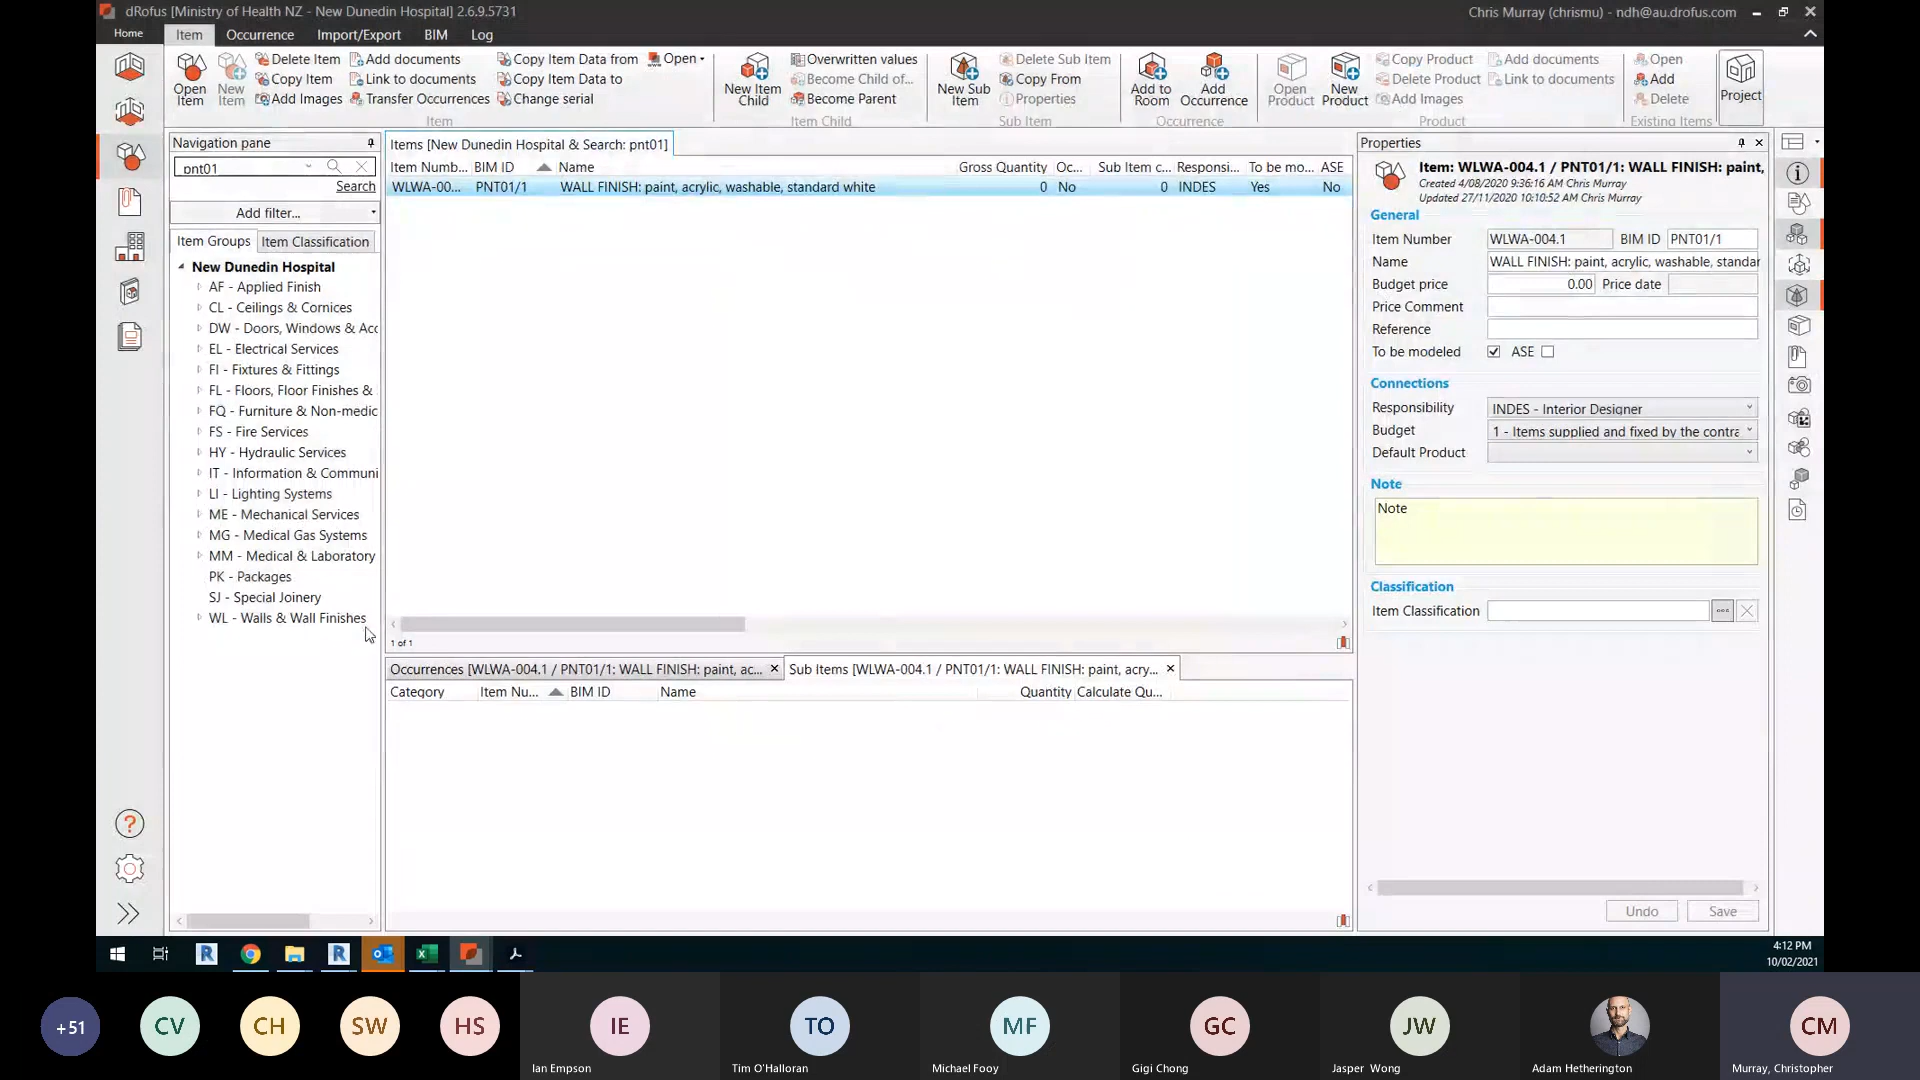 dRofus [Ministry of Health NZ - New Dunedin Hospital] 2.6.9.5731
Chris Murray (chrismu) - ndh@au.drofus.com
Home
Item
Occurrence
Import/Export
BIM
Log
Open Item
New Item
Delete Item
Copy Item
Add Images
Add documents
Link to documents
Transfer Occurrences
Copy Item Data from
Copy Item Data to
Change serial
Open
Item
New Item Child
Overwritten values
Become Child of...
Become Parent
Item Child
New Sub Item
Delete Sub Item
Copy From
Properties
Sub Item
Add to Room
Add Occurrence
Occurrence
Open Product
New Product
Copy Product
Delete Product
Add Images
Add documents
Link to documents
Product
Open
Add
Delete
Existing Items
Project
Navigation pane
pnt01
Search
Add filter...
Item Groups
Item Classification
New Dunedin Hospital
AF - Applied Finish
CL - Ceilings & Cornices
DW - Doors, Windows & Acc
EL - Electrical Services
FI - Fixtures & Fittings
FL - Floors, Floor Finishes &
FQ - Furniture & Non-medic
FS - Fire Services
HY - Hydraulic Services
IT - Information & Communi
LI - Lighting Systems
ME - Mechanical Services
MG - Medical Gas Systems
MM - Medical & Laboratory
PK - Packages
SJ - Special Joinery
WL - Walls & Wall Finishes
Items [New Dunedin Hospital & Search: pnt01]
Item Numb... BIM ID Name Gross Quantity Oc... Sub Item c... Responsi... To be mo... ASE
WLWA-00... PNT01/1 WALL FINISH: paint, acrylic, washable, standard white 0 No 0 INDES Yes No
1 of 1
Occurrences [WLWA-004.1 / PNT01/1: WALL FINISH: paint, ac...
Sub Items [WLWA-004.1 / PNT01/1: WALL FINISH: paint, acry...
Category Item Nu... BIM ID Name Quantity Calculate Qu...
Properties
Item: WLWA-004.1 / PNT01/1: WALL FINISH: paint,
Created 4/08/2020 9:36:16 AM Chris Murray
Updated 27/11/2020 10:10:52 AM Chris Murray
General
Item Number WLWA-004.1 BIM ID PNT01/1
Name WALL FINISH: paint, acrylic, washable, standar
Budget price 0.00 Price date
Price Comment
Reference
To be modeled ASE
Connections
Responsibility INDES - Interior Designer
Budget 1 - Items supplied and fixed by the contra
Default Product
Note
Note
Classification
Item Classification
Undo
Save
4:12 PM
10/02/2021
+51
CV
CH
SW
HS
IE
Ian Empson
TO
Tim O'Halloran
MF
Michael Fooy
GC
Gigi Chong
JW
Jasper Wong
Adam Hetherington
CM
Murray, Christopher